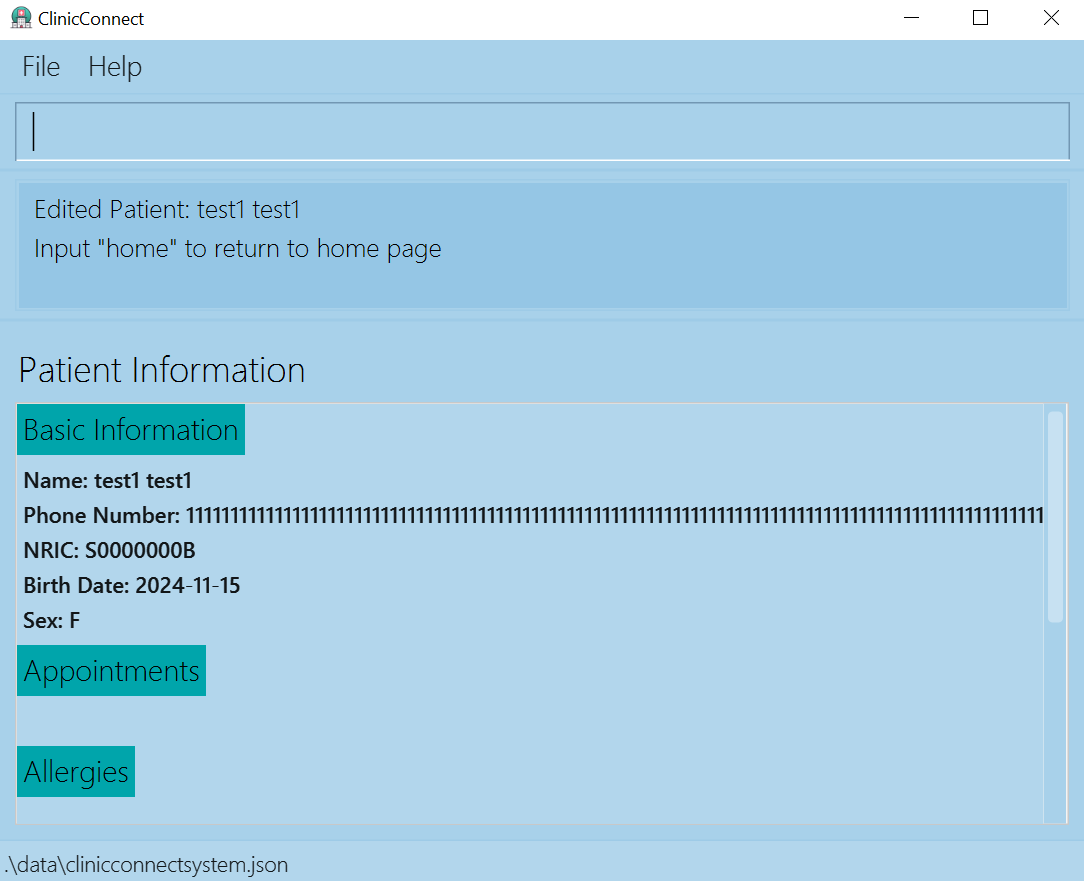 ClinicConnect
File Help
Edited Patient: test1 test1
Input "home" to return to home page
Patient Information
Basic Information
Name: test1 test1
Phone Number: 
NRIC: S0000000B
Birth Date: 2024-11-15
Sex: F
Appointments
Allergies
.\data\clinicconnectsystem.json